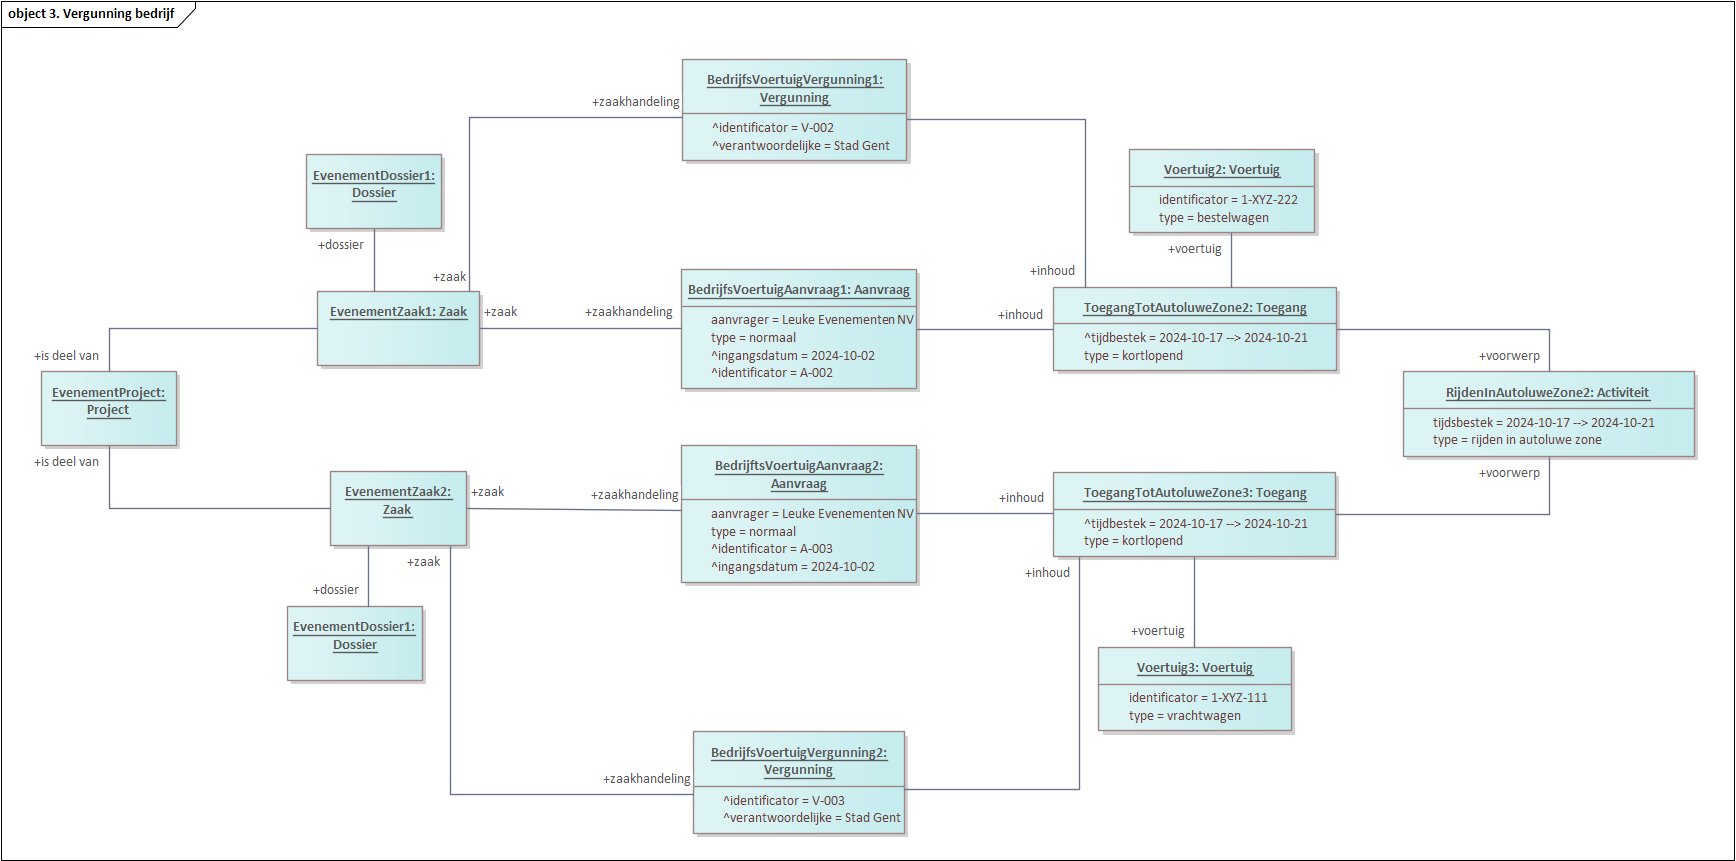 object 3. Vergunning bedrijf
BedrijfsVoertuigVergunning1:
Vergunning
^identificator = V-002
^verantwoordelijke = Stad Gent
+zaakhandeling
+inhoud
EvenementDossier1:
Dossier
+dossier
+zaak
Voertuig2: Voertuig
identificator = 1-XYZ-222
type = bestelwagen
+voertuig
EvenementZaak1: Zaak
+zaak
+zaakhandeling
BedrijfsVoertuigAanvraag1: Aanvraag
aanvrager = Leuke Evenementen NV
type = normaal
^ingangsdatum = 2024-10-02
^identificator = A-002
+inhoud
ToegangTotAutoluweZone2: Toegang
^tijdbestek = 2024-10-17 --> 2024-10-21
type = kortlopend
+voorwerp
+is deel van
EvenementProject:
Project
+is deel van
RijdenInAutoluweZone2: Activiteit
tijdsbestek = 2024-10-17 --> 2024-10-21
type = rijden in autoluwe zone
+voorwerp
EvenementZaak2:
Zaak
+zaak
+zaakhandeling
BedrijftsVoertuigAanvraag2:
Aanvraag
aanvrager = Leuke Evenementen NV
type = normaal
^identificator = A-003
^ingangsdatum = 2024-10-02
+inhoud
ToegangTotAutoluweZone3: Toegang
^tijdbestek = 2024-10-17 --> 2024-10-21
type = kortlopend
+zaak
+inhoud
+dossier
EvenementDossier1:
Dossier
+voertuig
Voertuig3: Voertuig
identificator = 1-XYZ-111
type = vrachtwagen
+zaakhandeling
BedrijfsVoertuigVergunning2:
Vergunning
^identificator = V-003
^verantwoordelijke = Stad Gent